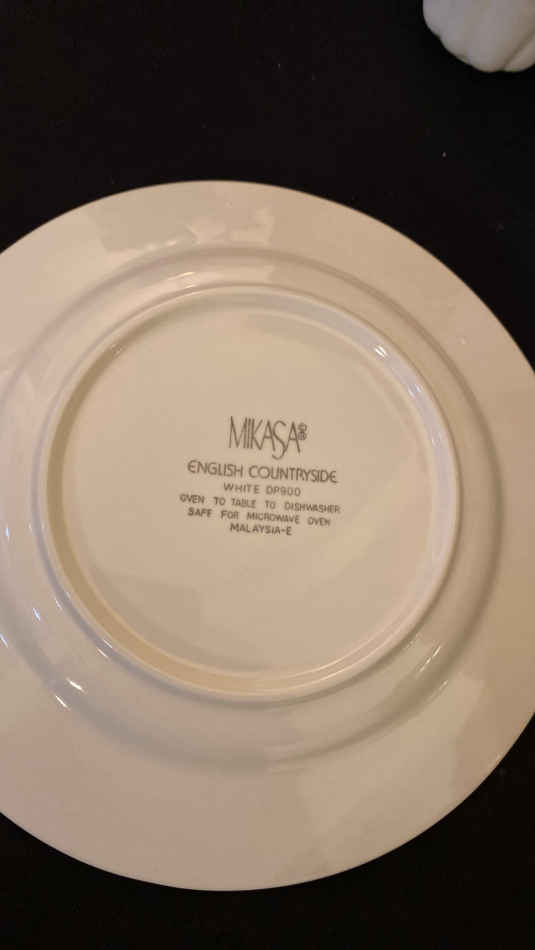 MIKASA®
ENGLISH COUNTRYSIDE
WHITE DP900
OVEN TO TABLE TO DISHWASHER
SAFE FOR MICROWAVE OVEN
MALAYSIA-E